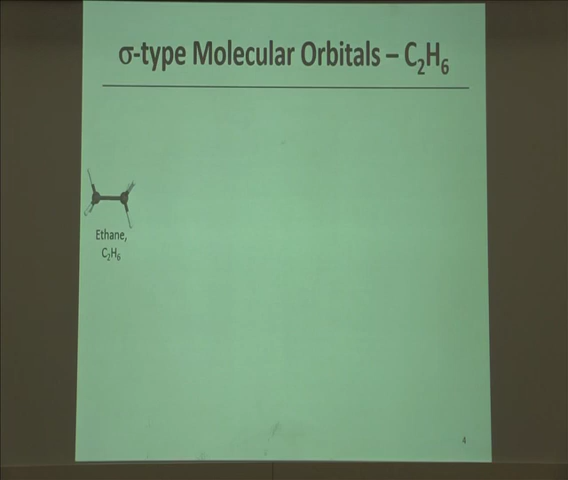 σ-type Molecular Orbitals – C₂H₆
Ethane,
C₂H₆
4